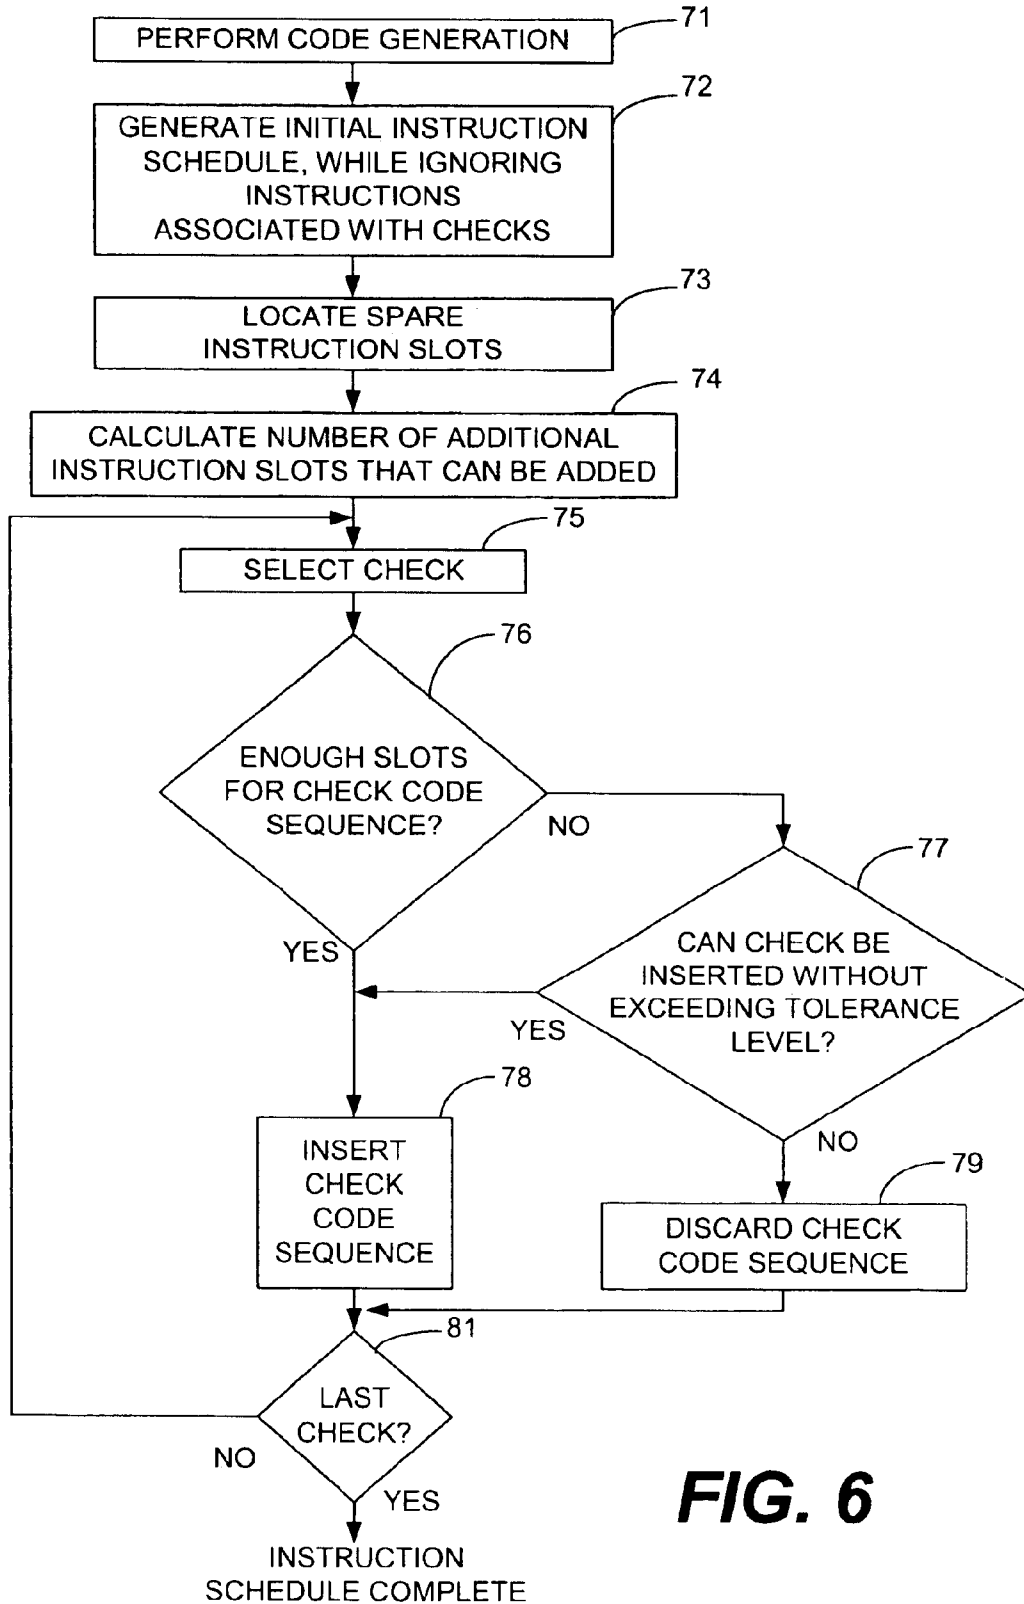 71
PERFORM CODE GENERATION
72
GENERATE INITIAL INSTRUCTION
SCHEDULE, WHILE IGNORING
INSTRUCTIONS
ASSOCIATED WITH CHECKS
73
LOCATE SPARE
INSTRUCTION SLOTS
74
CALCULATE NUMBER OF ADDITIONAL
INSTRUCTION SLOTS THAT CAN BE ADDED
75
SELECT CHECK
76
ENOUGH SLOTS
FOR CHECK CODE
SEQUENCE?
NO
YES
77
CAN CHECK BE
INSERTED WITHOUT
EXCEEDING TOLERANCE
LEVEL?
YES
NO
78
INSERT
CHECK
CODE
SEQUENCE
79
DISCARD CHECK
CODE SEQUENCE
81
LAST
CHECK?
NO
YES
INSTRUCTION
SCHEDULE COMPLETE
FIG. 6